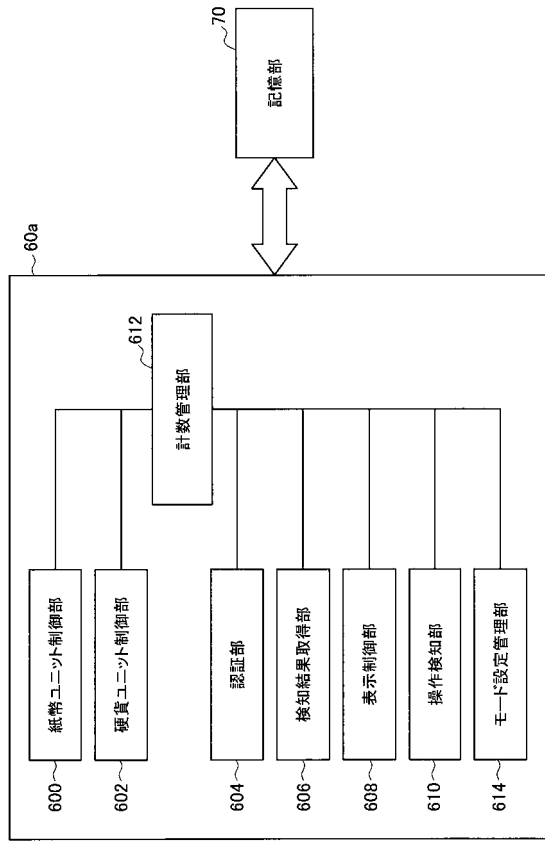 60a
70
記憶部
612
計数管理部
600
紙幣ユニット制御部
602
硬貨ユニット制御部
604
認証部
606
検知結果取得部
608
表示制御部
610
操作検知部
614
モード設定管理部